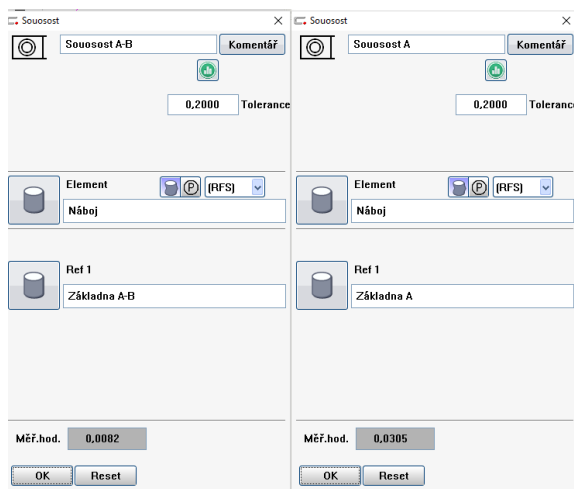 Souosost
Souosost A-B
Komentář
0,2000 Tolerance
Element
P (RFS)
Náboj
Ref 1
Základna A-B
Měř.hod. 0,0082
OK Reset
Souosost
Souosost A
Komentář
0,2000 Toleranc
Element
P (RFS)
Náboj
Ref 1
Základna A
Měř.hod. 0,0305
OK Reset